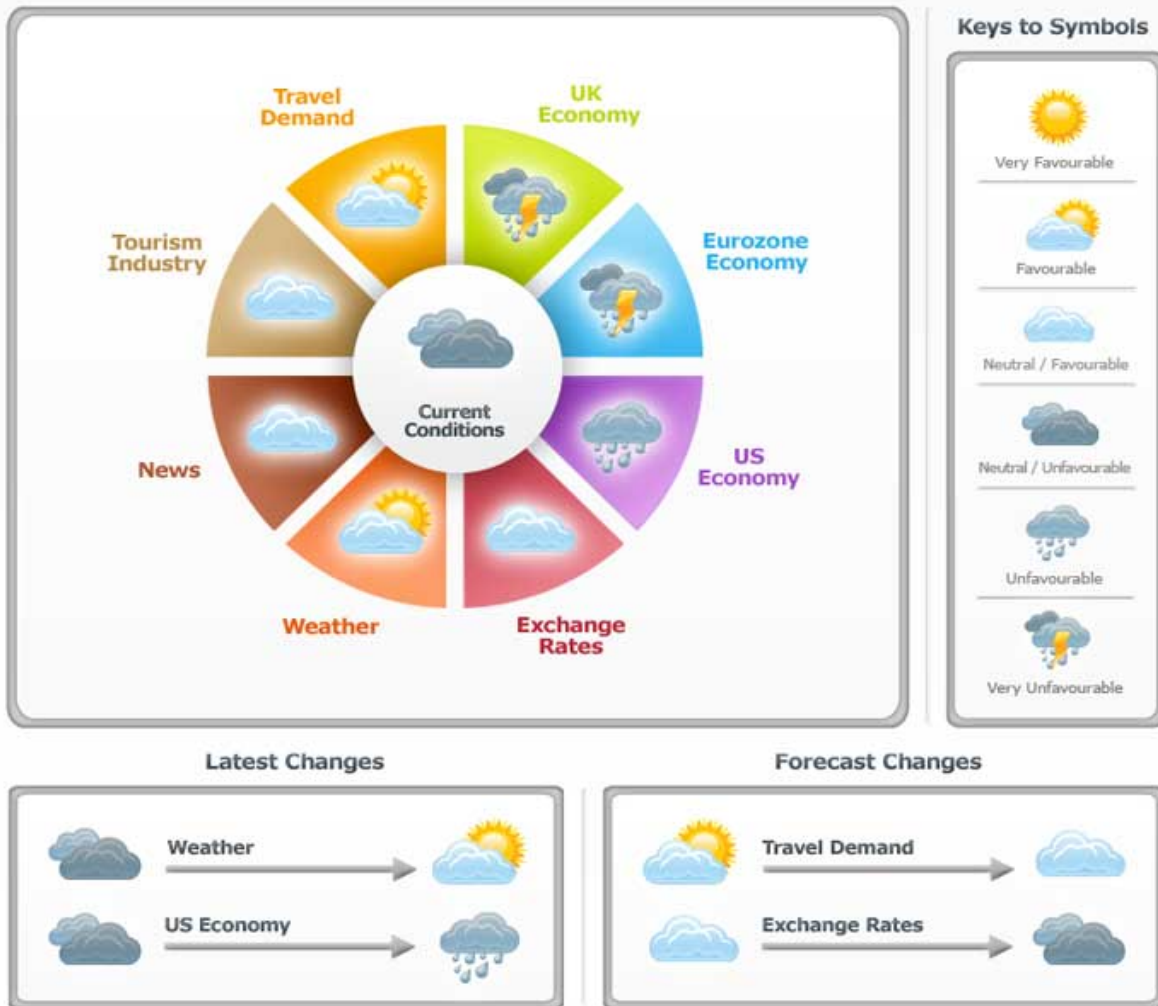 Keys to Symbols
Travel
Demand
UK
Economy
Tourism
Industry
Eurozone
Economy
Current
Conditions
News
US
Economy
Weather
Exchange
Rates
Very Favourable
Favourable
Neutral / Favourable
Neutral / Unfavourable
Unfavourable
Very Unfavourable
Latest Changes
Weather
US Economy
Forecast Changes
Travel Demand
Exchange Rates